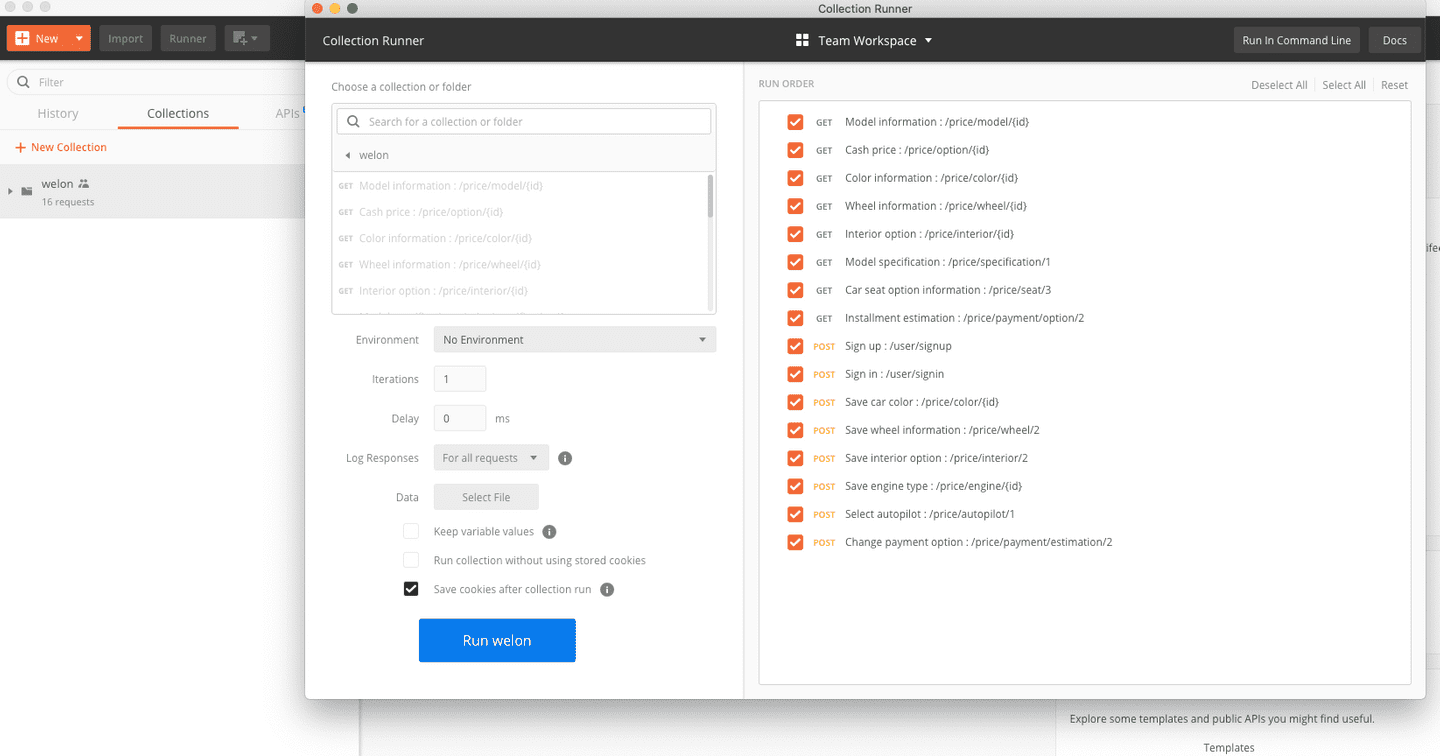 Collection Runner
New
Import
Runner
Collection Runner
Team Workspace
Run In Command Line
Docs
Filter
History
Collections
APIs
New Collection
welon
16 requests
Choose a collection or folder
Search for a collection or folder
welon
GET Model information : /price/model/{id}
GET Cash price : /price/option/{id}
GET Color information : /price/color/{id}
GET Wheel information : /price/wheel/{id}
GET Interior option : /price/interior/{id}
Environment No Environment
Iterations 1
Delay 0 ms
Log Responses For all requests
Data Select File
Keep variable values
Run collection without using stored cookies
Save cookies after collection run
Run welon
RUN ORDER
Deselect All Select All Reset
GET Model information : /price/model/{id}
GET Cash price : /price/option/{id}
GET Color information : /price/color/{id}
GET Wheel information : /price/wheel/{id}
GET Interior option : /price/interior/{id}
GET Model specification : /price/specification/1
GET Car seat option information : /price/seat/3
GET Installment estimation : /price/payment/option/2
POST Sign up : /user/signup
POST Sign in : /user/signin
POST Save car color : /price/color/{id}
POST Save wheel information : /price/wheel/2
POST Save interior option : /price/interior/2
POST Save engine type : /price/engine/{id}
POST Select autopilot : /price/autopilot/1
POST Change payment option : /price/payment/estimation/2
Explore some templates and public APIs you might find useful.
Templates